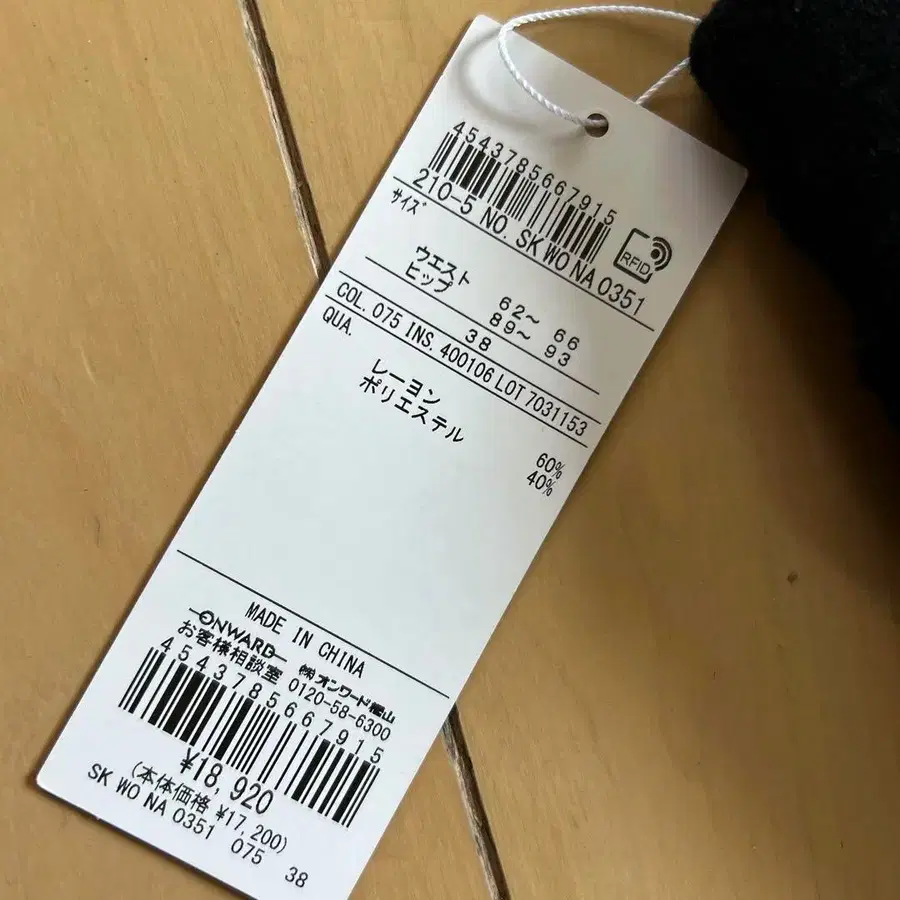 4543785667915
210-5 NO. SK WO NA 0351
RFID
サイズ
ウエスト 62～ 66
ヒップ 89～ 93
38
COL. 075 INS. 400106 LOT 7031153
QUA.
レーヨン 60%
ポリエステル 40%
MADE IN CHINA
ONWARD ㈱オンワード樫山
お客様相談室 0120-58-6300
4543785667915
¥18,920
(本体価格 ¥17,200)
SK WO NA 0351 075 38